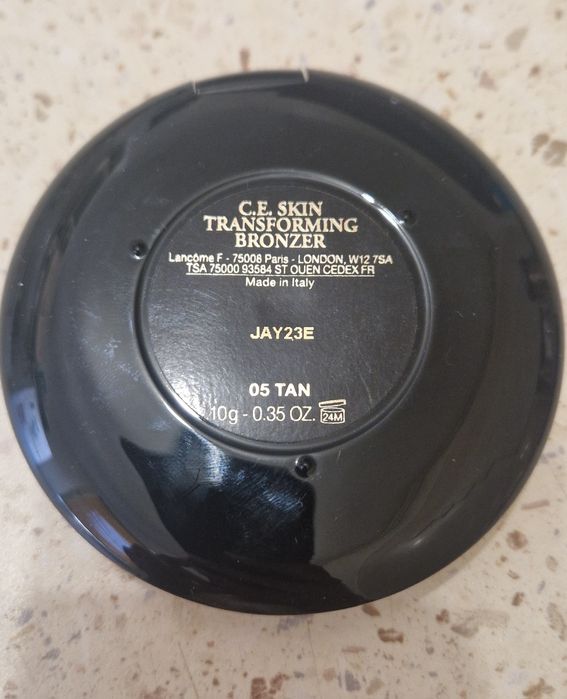 C.E. SKIN
TRANSFORMING
BRONZER
Lancôme F - 75008 Paris - LONDON, W12 7SA
TSA 75000 93584 ST OUEN CEDEX FR
Made in Italy
JAY23E
05 TAN
10g - 0.35 OZ. 24M